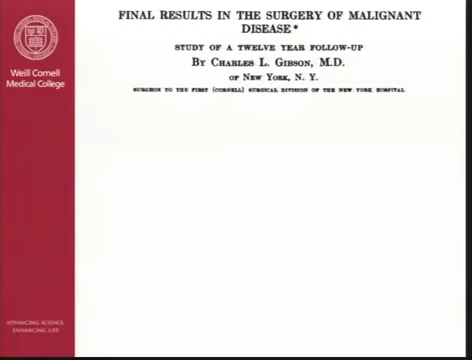 FINAL RESULTS IN THE SURGERY OF MALIGNANT
DISEASE*
STUDY OF A TWELVE YEAR FOLLOW-UP
BY CHARLES L. GIBSON, M.D.
OF NEW YORK, N. Y.
SURGEON TO THE FIRST (CORNELL) SURGICAL DIVISION OF THE NEW YORK HOSPITAL
Weill Cornell
Medical College
ADVANCING SCIENCE
ENHANCING LIFE